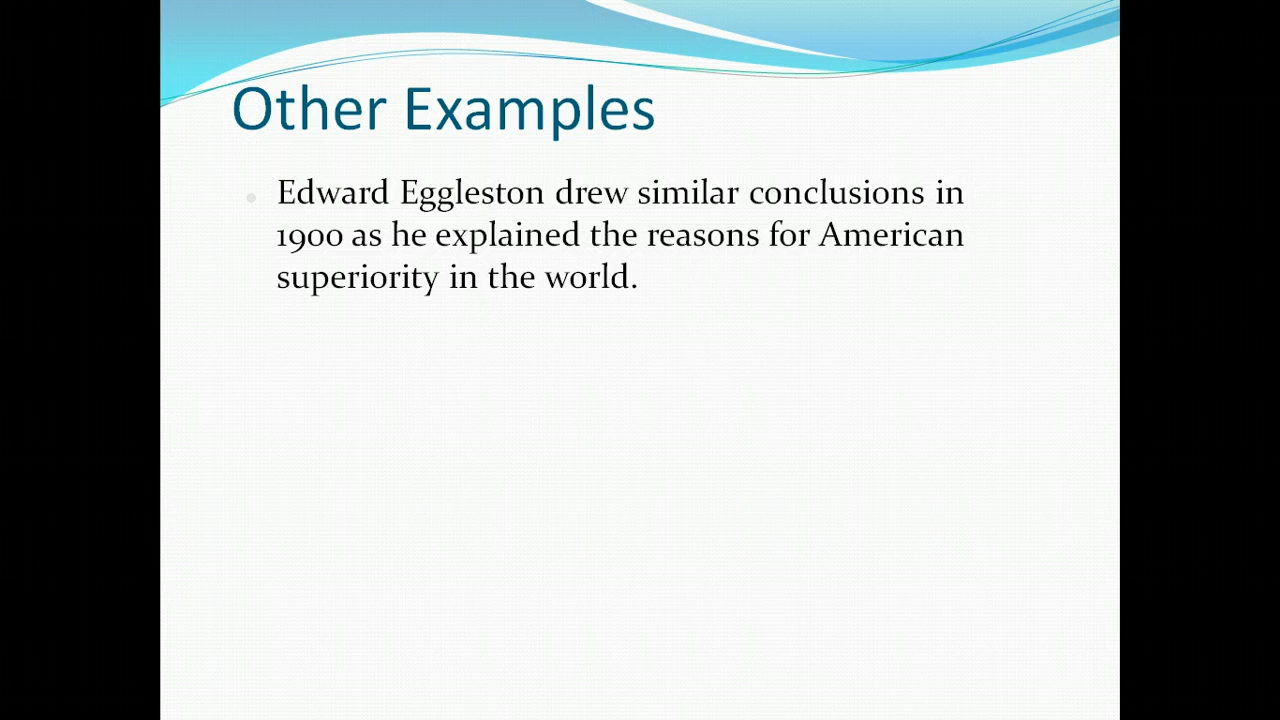 Other Examples
Edward Eggleston drew similar conclusions in
1900 as he explained the reasons for American
superiority in the world.